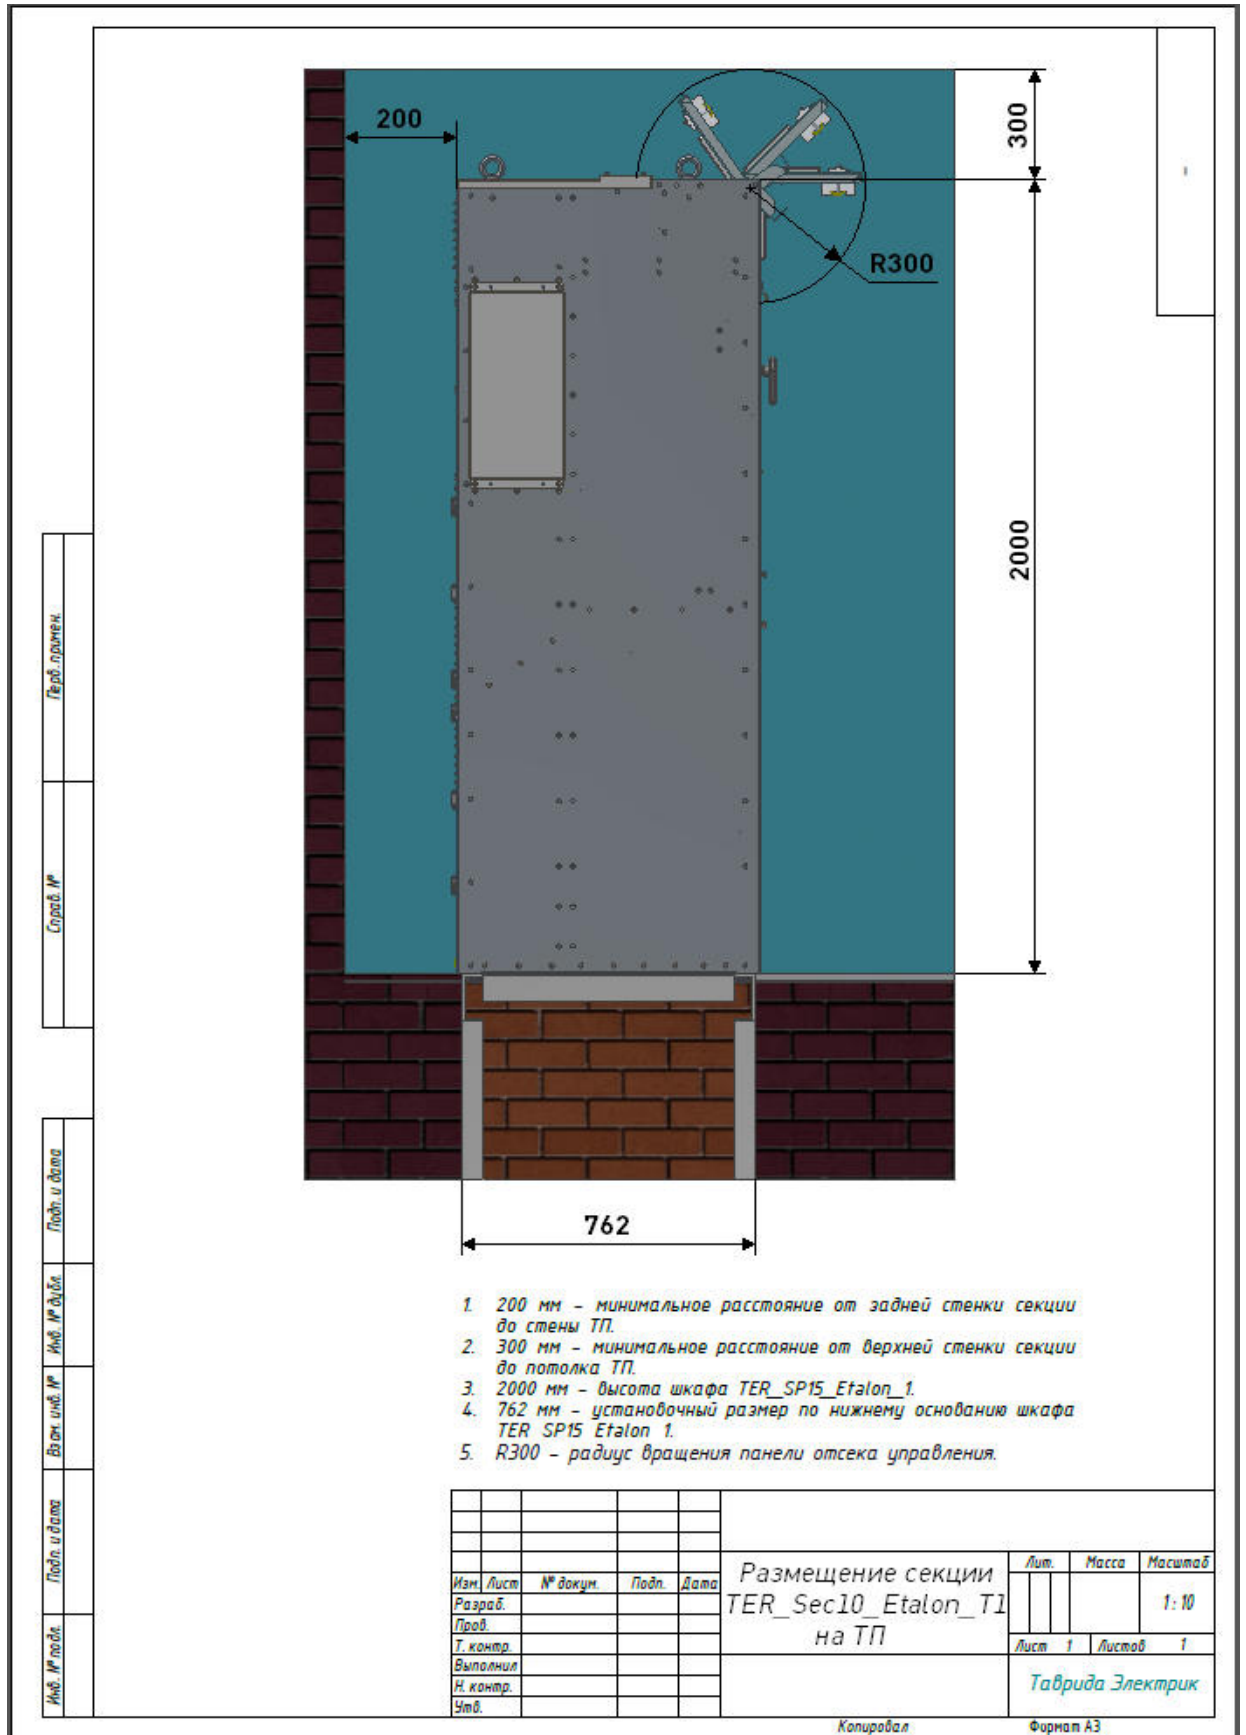 200
300
R300
2000
762
1. 200 мм – минимальное расстояние от задней стенки секции
до стены ТП.
2. 300 мм – минимальное расстояние от верхней стенки секции
до потолка ТП.
3. 2000 мм – высота шкафа TER_SP15_Etalon_1.
4. 762 мм – установочный размер по нижнему основанию шкафа
TER SP15 Etalon 1.
5. R300 – радиус вращения панели отсека управления.
Перв. примен.
Справ. №
Подп. и дата
Инв. № дубл.
Взам. инв. №
Подп. и дата
Инв. № подл.
Изм. Лист № докум. Подп. Дата
Разраб.
Пров.
Т. контр.
Выполнил
Н. контр.
Утв.
Размещение секции
TER_Sec10_Etalon_T1
на ТП
Лит. Масса Масштаб
1:10
Лист 1 Листов 1
Таврида Электрик
Копировал Формат А3